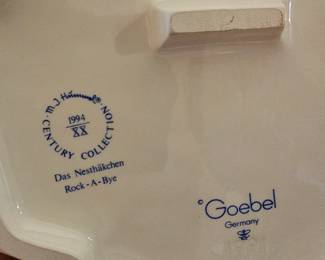 M J Hummel®
CENTURY COLLECTION
1994
XX
Das Nesthäkchen
Rock-A-Bye
©Goebel
Germany